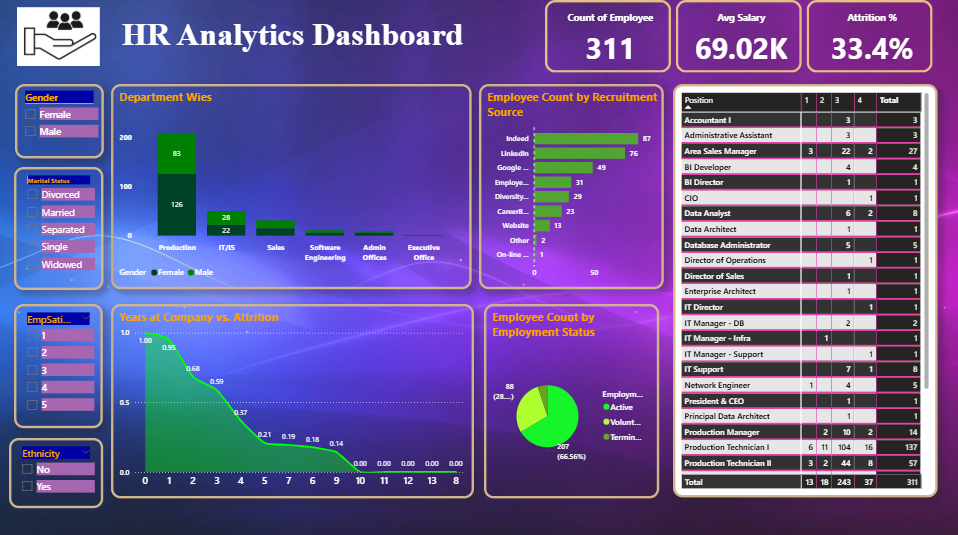 HR Analytics Dashboard
Count of Employee
311
Avg Salary
69.02K
Attrition %
33.4%
Gender
Female
Male
Marital Status
Divorced
Married
Separated
Single
Widowed
EmpSati...
1
2
3
4
5
Ethnicity
No
Yes
Department Wies
200
100
0
83
126
28
22
Production
IT/IS
Sales
Software
Engineering
Admin
Offices
Executive
Office
Gender Female Male
Employee Count by Recruitment
Source
Indeed 87
LinkedIn 76
Google ... 49
Employe... 31
Diversity... 29
CareerB... 23
Website 13
Other 2
On-line ... 1
0 50
Years at Company vs. Attrition
1.0
0.5
0.0
1.00
0.95
0.68
0.59
0.37
0.21
0.19
0.18
0.14
0.00
0.00
0.00
0.00
0.00
0 1 2 3 4 5 7 6 9 10 11 12 13 8
Employee Count by
Employment Status
88
(28....)
207
(66.56%)
Employm...
Active
Volunt...
Termin...
Position 1 2 3 4 Total
Accountant I 3 3
Administrative Assistant 3 3
Area Sales Manager 3 22 2 27
BI Developer 4 4
BI Director 1 1
CIO 1 1
Data Analyst 6 2 8
Data Architect 1 1
Database Administrator 5 5
Director of Operations 1 1
Director of Sales 1 1
Enterprise Architect 1 1
IT Director 1 1
IT Manager - DB 2 2
IT Manager - Infra 1 1
IT Manager - Support 1 1
IT Support 7 1 8
Network Engineer 1 4 5
President & CEO 1 1
Principal Data Architect 1 1
Production Manager 2 10 2 14
Production Technician I 6 11 104 16 137
Production Technician II 3 2 44 8 57
Total 13 18 243 37 311